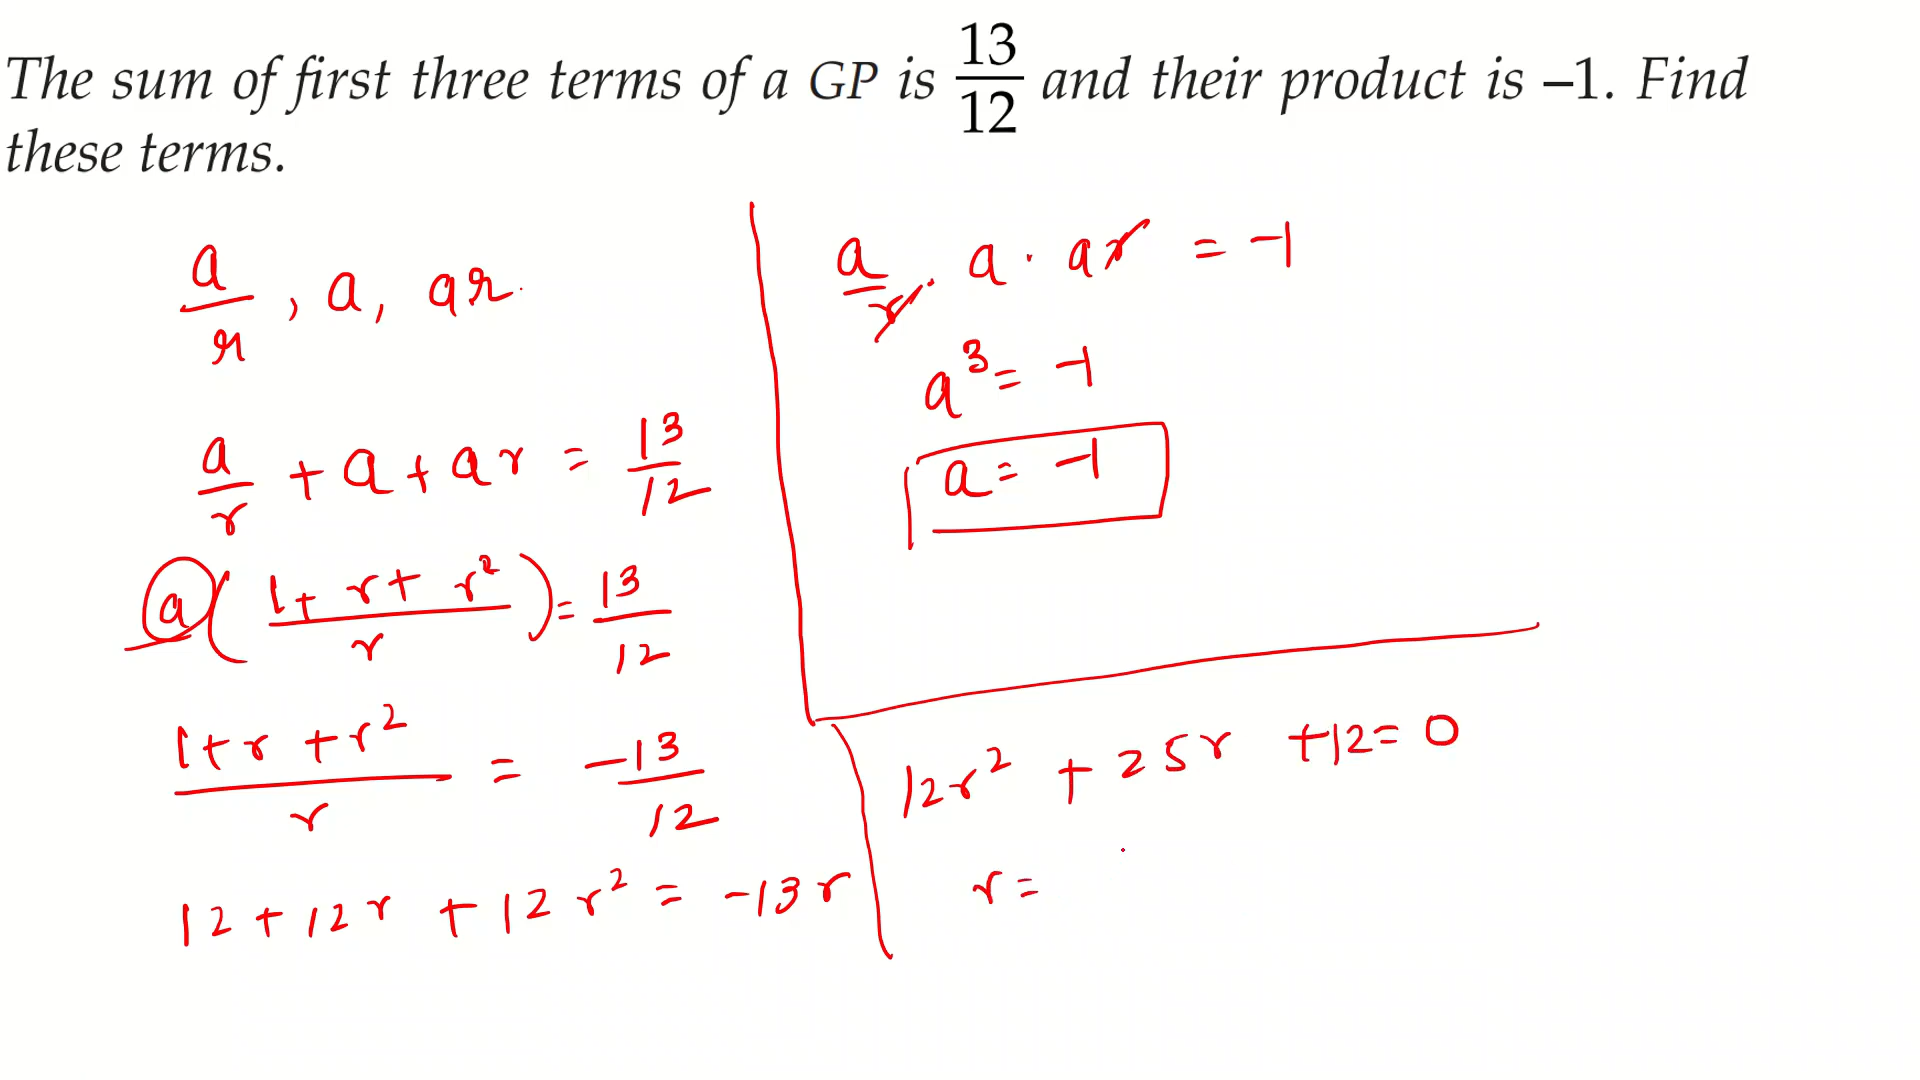 The sum of first three terms of a GP is 13/12 and their product is –1. Find
these terms.
a/r, a, ar.
a/r + a + ar = 13/12
a( (1+ r+ r²)/r ) = 13/12
(1+r+r²)/r = -13/12
12+12r+12r² = -13r
a/r . a . ar = -1
a³ = -1
a = -1
12r² + 25r +12 = 0
r =